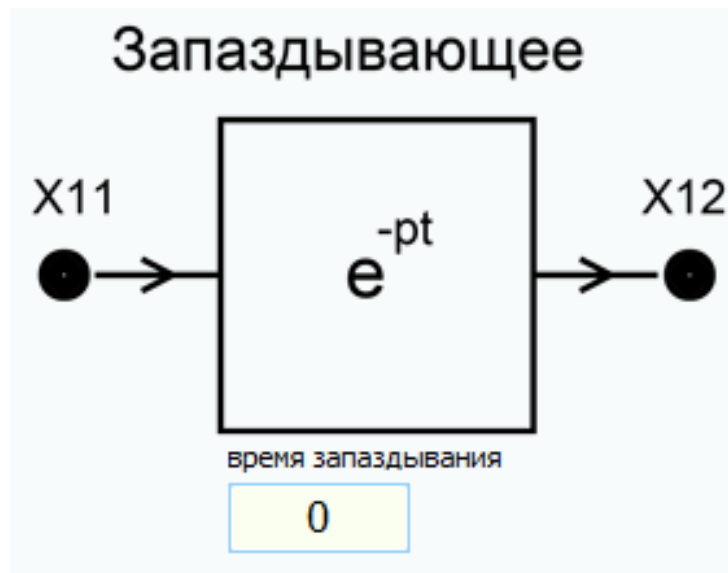 Запаздывающее
X11
X12
e^-pt
время запаздывания
0